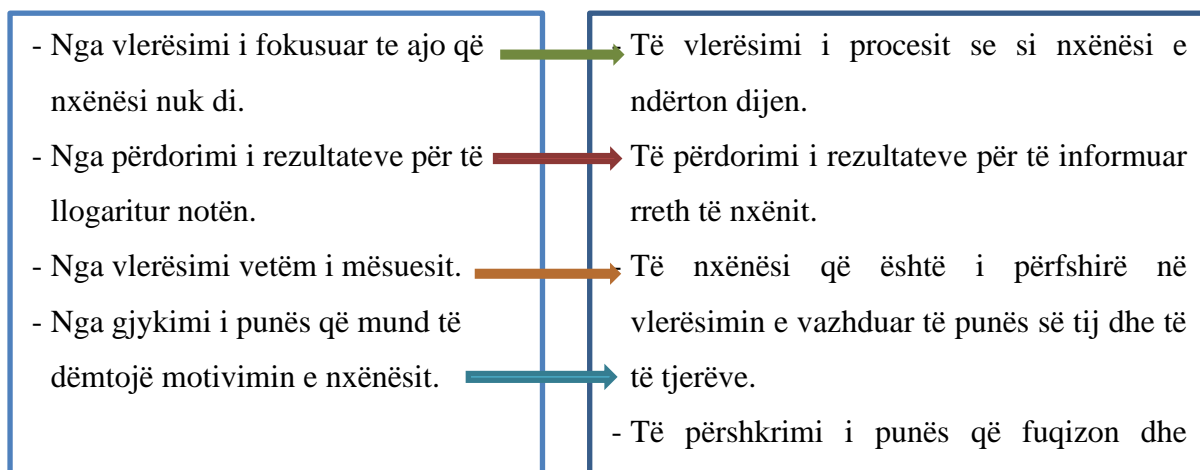 - Nga vlerësimi i fokusuar te ajo që
nxënësi nuk di.
- Nga përdorimi i rezultateve për të
llogaritur notën.
- Nga vlerësimi vetëm i mësuesit.
- Nga gjykimi i punës që mund të
dëmtojë motivimin e nxënësit.
- Të vlerësimi i procesit se si nxënësi e
ndërton dijen.
- Të përdorimi i rezultateve për të informuar
rreth të nxënit.
- Të nxënësi që është i përfshirë në
vlerësimin e vazhduar të punës së tij dhe të
të tjerëve.
- Të përshkrimi i punës që fuqizon dhe